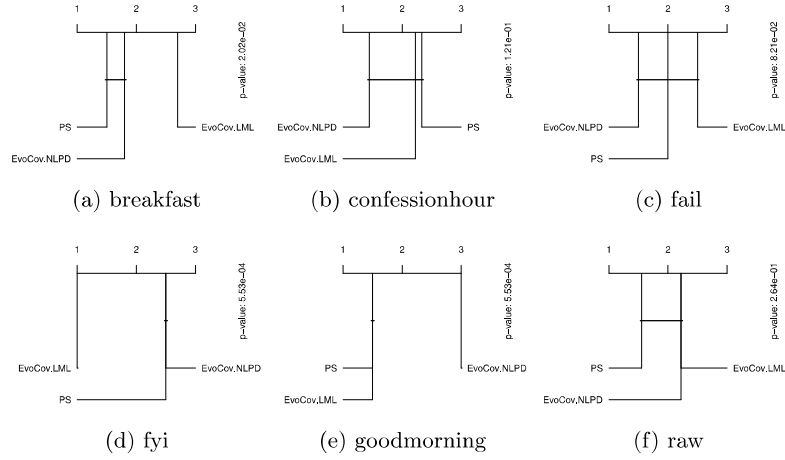 1 2 3
p-value: 2.02e-02
PS
EvoCov.LML
EvoCov.NLPD
(a) breakfast
1 2 3
p-value: 1.21e-01
EvoCov.NLPD
PS
EvoCov.LML
(b) confessionhour
1 2 3
p-value: 8.21e-02
EvoCov.NLPD
EvoCov.LML
PS
(c) fail
1 2 3
p-value: 5.53e-04
EvoCov.LML
EvoCov.NLPD
PS
(d) fyi
1 2 3
p-value: 5.53e-04
PS
EvoCov.NLPD
EvoCov.LML
(e) goodmorning
1 2 3
p-value: 2.64e-01
PS
EvoCov.LML
EvoCov.NLPD
(f) raw